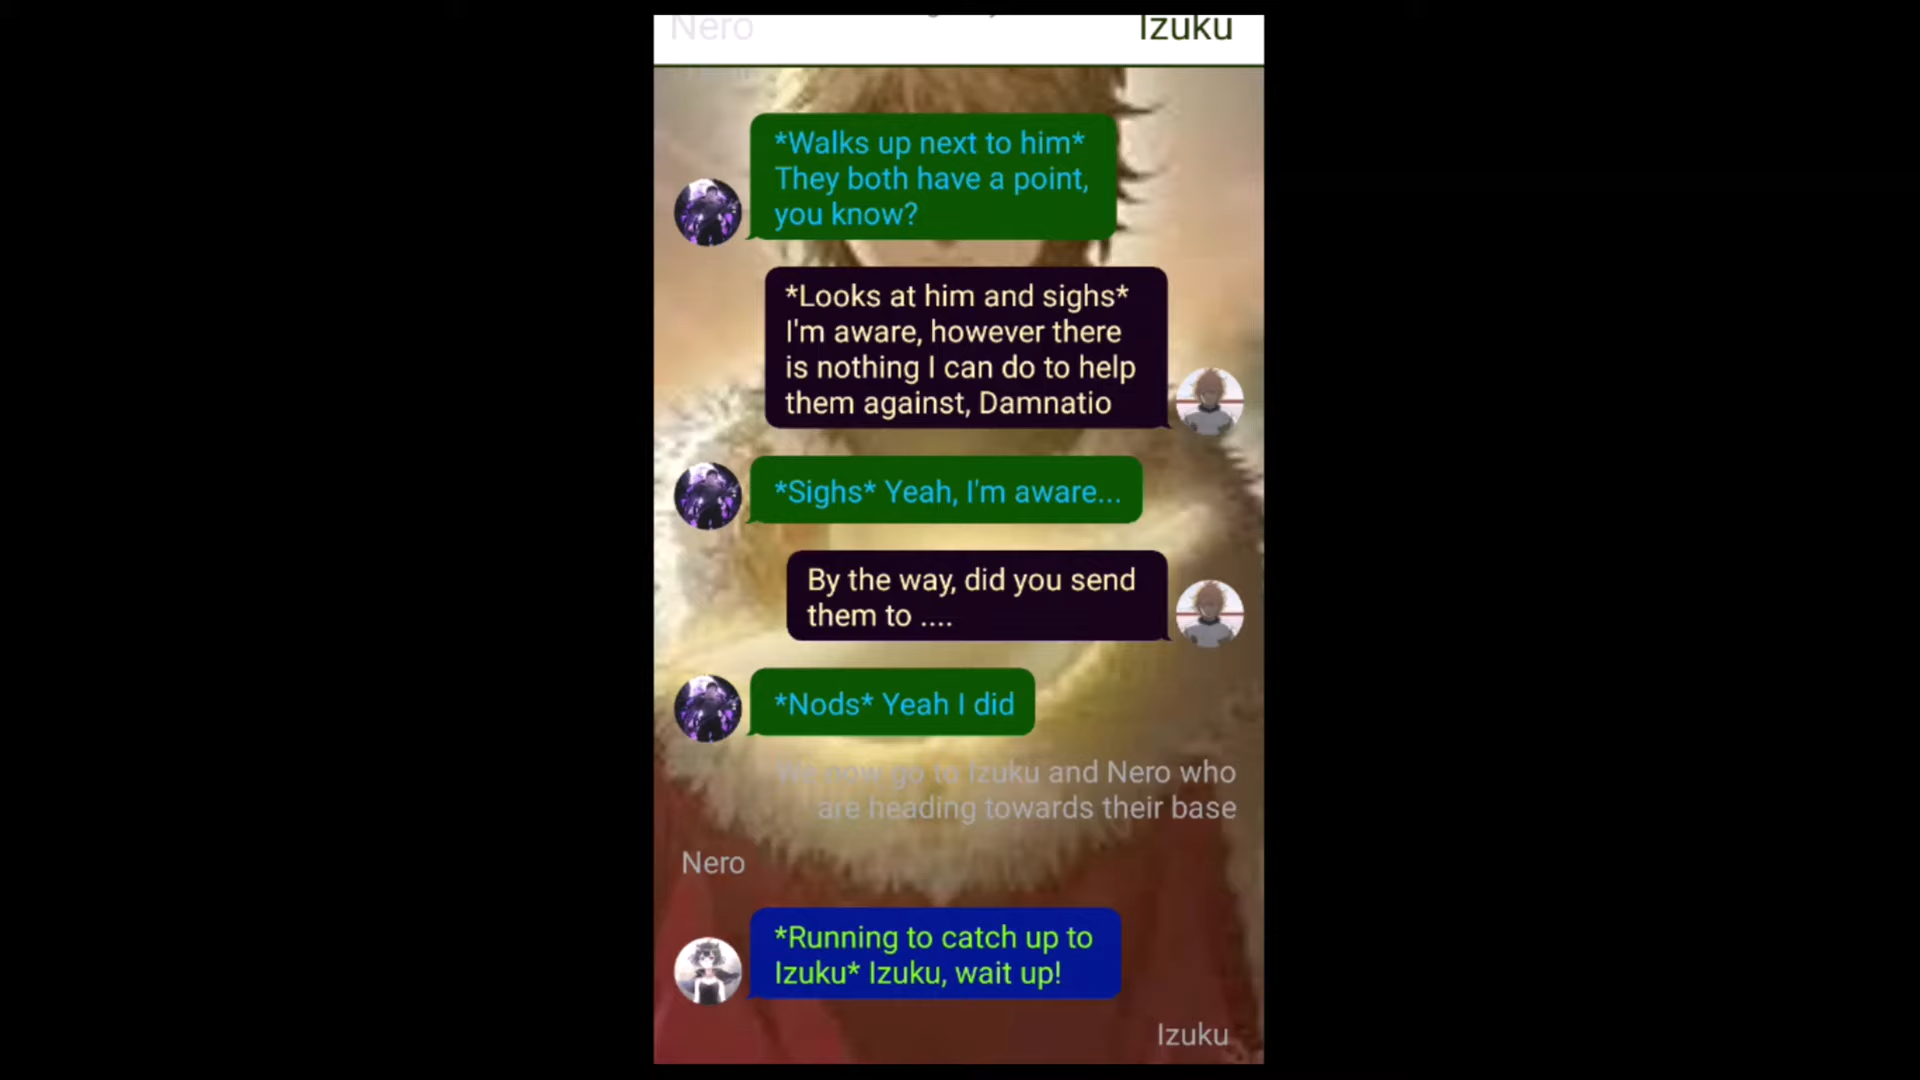 Nero
Izuku
*Walks up next to him*
They both have a point,
you know?
*Looks at him and sighs*
I'm aware, however there
is nothing I can do to help
them against, Damnatio
*Sighs* Yeah, I'm aware...
By the way, did you send
them to ....
*Nods* Yeah I did
We now go to Izuku and Nero who
are heading towards their base
Nero
*Running to catch up to
Izuku* Izuku, wait up!
Izuku